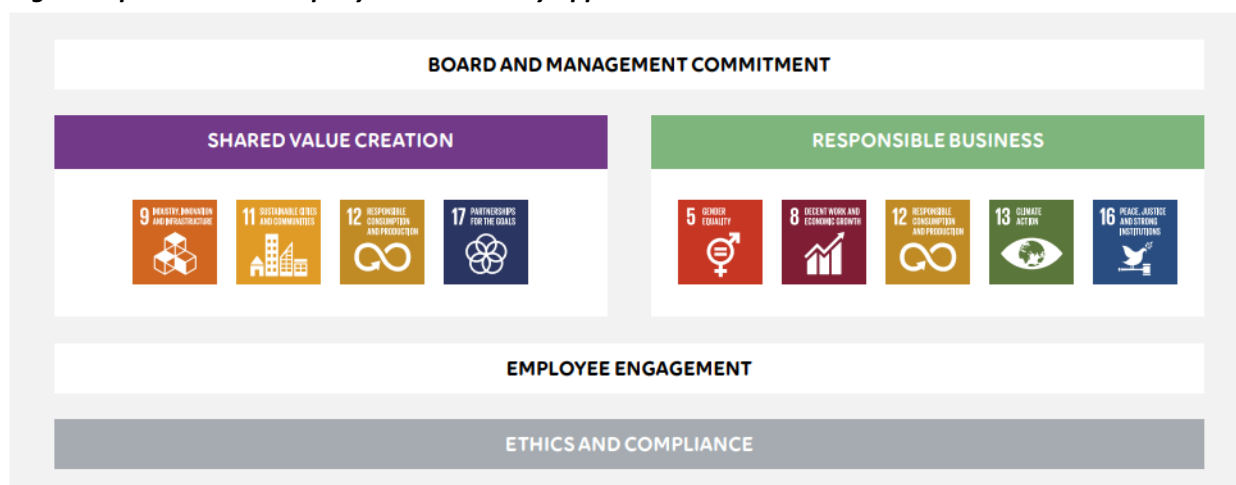 BOARD AND MANAGEMENT COMMITMENT
SHARED VALUE CREATION
RESPONSIBLE BUSINESS
9 INDUSTRY, INNOVATION
AND INFRASTRUCTURE
11 SUSTAINABLE CITIES
AND COMMUNITIES
12 RESPONSIBLE
CONSUMPTION
AND PRODUCTION
17 PARTNERSHIPS
FOR THE GOALS
5 GENDER
EQUALITY
8 DECENT WORK AND
ECONOMIC GROWTH
12 RESPONSIBLE
CONSUMPTION
AND PRODUCTION
13 CLIMATE
ACTION
16 PEACE, JUSTICE
AND STRONG
INSTITUTIONS
EMPLOYEE ENGAGEMENT
ETHICS AND COMPLIANCE